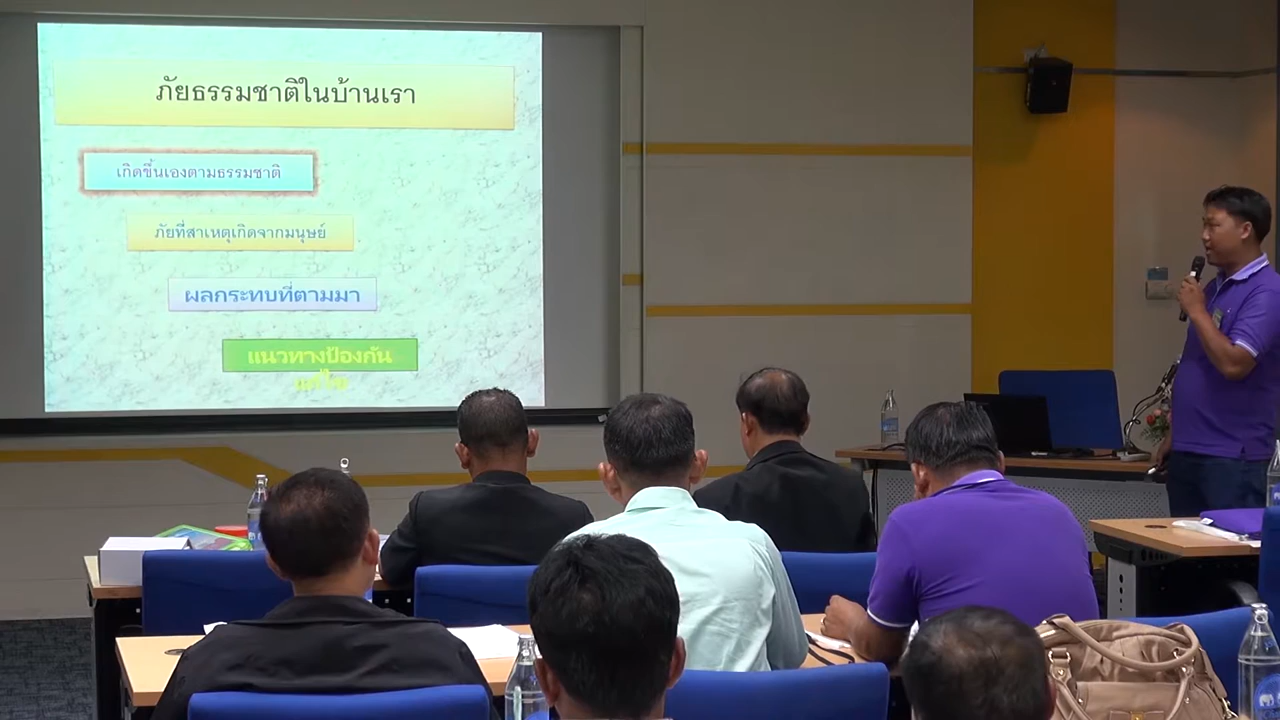 ภัยธรรมชาติในบ้านเรา
เกิดขึ้นเองตามธรรมชาติ
ภัยที่สาเหตุเกิดจากมนุษย์
ผลกระทบที่ตามมา
แนวทางป้องกัน
แก้ไข